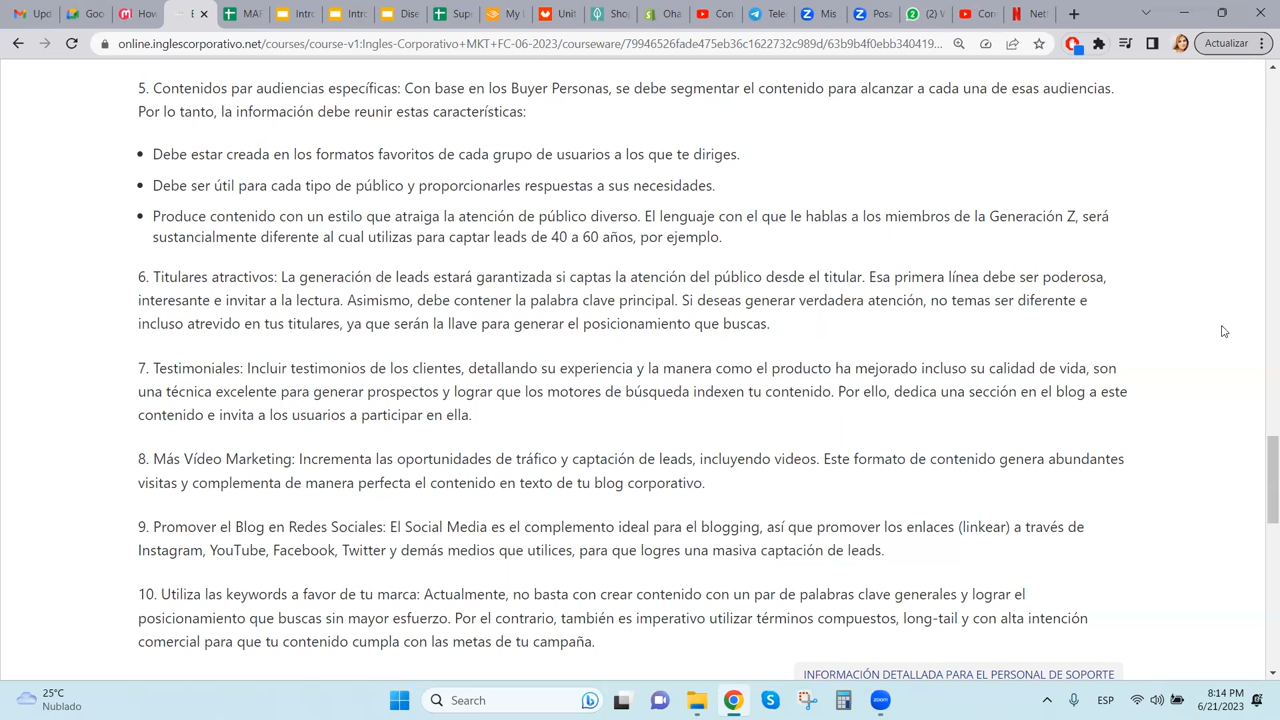 Upd
Goo
How
E
MAF
Intro
Intro
Dise
Sup
My L
Unit
Sho
Oha
Con
Tele
Mis
Posa
(2) V
Con
Netf
online.inglescorporativo.net/courses/course-v1:Ingles-Corporativo+MKT+FC-06-2023/courseware/79946526fade475eb36c1622732c989d/63b9b4f0ebb340419...
Actualizar
5. Contenidos par audiencias específicas: Con base en los Buyer Personas, se debe segmentar el contenido para alcanzar a cada una de esas audiencias.
Por lo tanto, la información debe reunir estas características:
• Debe estar creada en los formatos favoritos de cada grupo de usuarios a los que te diriges.
• Debe ser útil para cada tipo de público y proporcionarles respuestas a sus necesidades.
• Produce contenido con un estilo que atraiga la atención de público diverso. El lenguaje con el que le hablas a los miembros de la Generación Z, será
sustancialmente diferente al cual utilizas para captar leads de 40 a 60 años, por ejemplo.
6. Titulares atractivos: La generación de leads estará garantizada si captas la atención del público desde el titular. Esa primera línea debe ser poderosa,
interesante e invitar a la lectura. Asimismo, debe contener la palabra clave principal. Si deseas generar verdadera atención, no temas ser diferente e
incluso atrevido en tus titulares, ya que serán la llave para generar el posicionamiento que buscas.
7. Testimoniales: Incluir testimonios de los clientes, detallando su experiencia y la manera como el producto ha mejorado incluso su calidad de vida, son
una técnica excelente para generar prospectos y lograr que los motores de búsqueda indexen tu contenido. Por ello, dedica una sección en el blog a este
contenido e invita a los usuarios a participar en ella.
8. Más Vídeo Marketing: Incrementa las oportunidades de tráfico y captación de leads, incluyendo videos. Este formato de contenido genera abundantes
visitas y complementa de manera perfecta el contenido en texto de tu blog corporativo.
9. Promover el Blog en Redes Sociales: El Social Media es el complemento ideal para el blogging, así que promover los enlaces (linkear) a través de
Instagram, YouTube, Facebook, Twitter y demás medios que utilices, para que logres una masiva captación de leads.
10. Utiliza las keywords a favor de tu marca: Actualmente, no basta con crear contenido con un par de palabras clave generales y lograr el
posicionamiento que buscas sin mayor esfuerzo. Por el contrario, también es imperativo utilizar términos compuestos, long-tail y con alta intención
comercial para que tu contenido cumpla con las metas de tu campaña.
INFORMACIÓN DETALLADA PARA EL PERSONAL DE SOPORTE
25°C
Nublado
Search
ESP
8:14 PM
6/21/2023